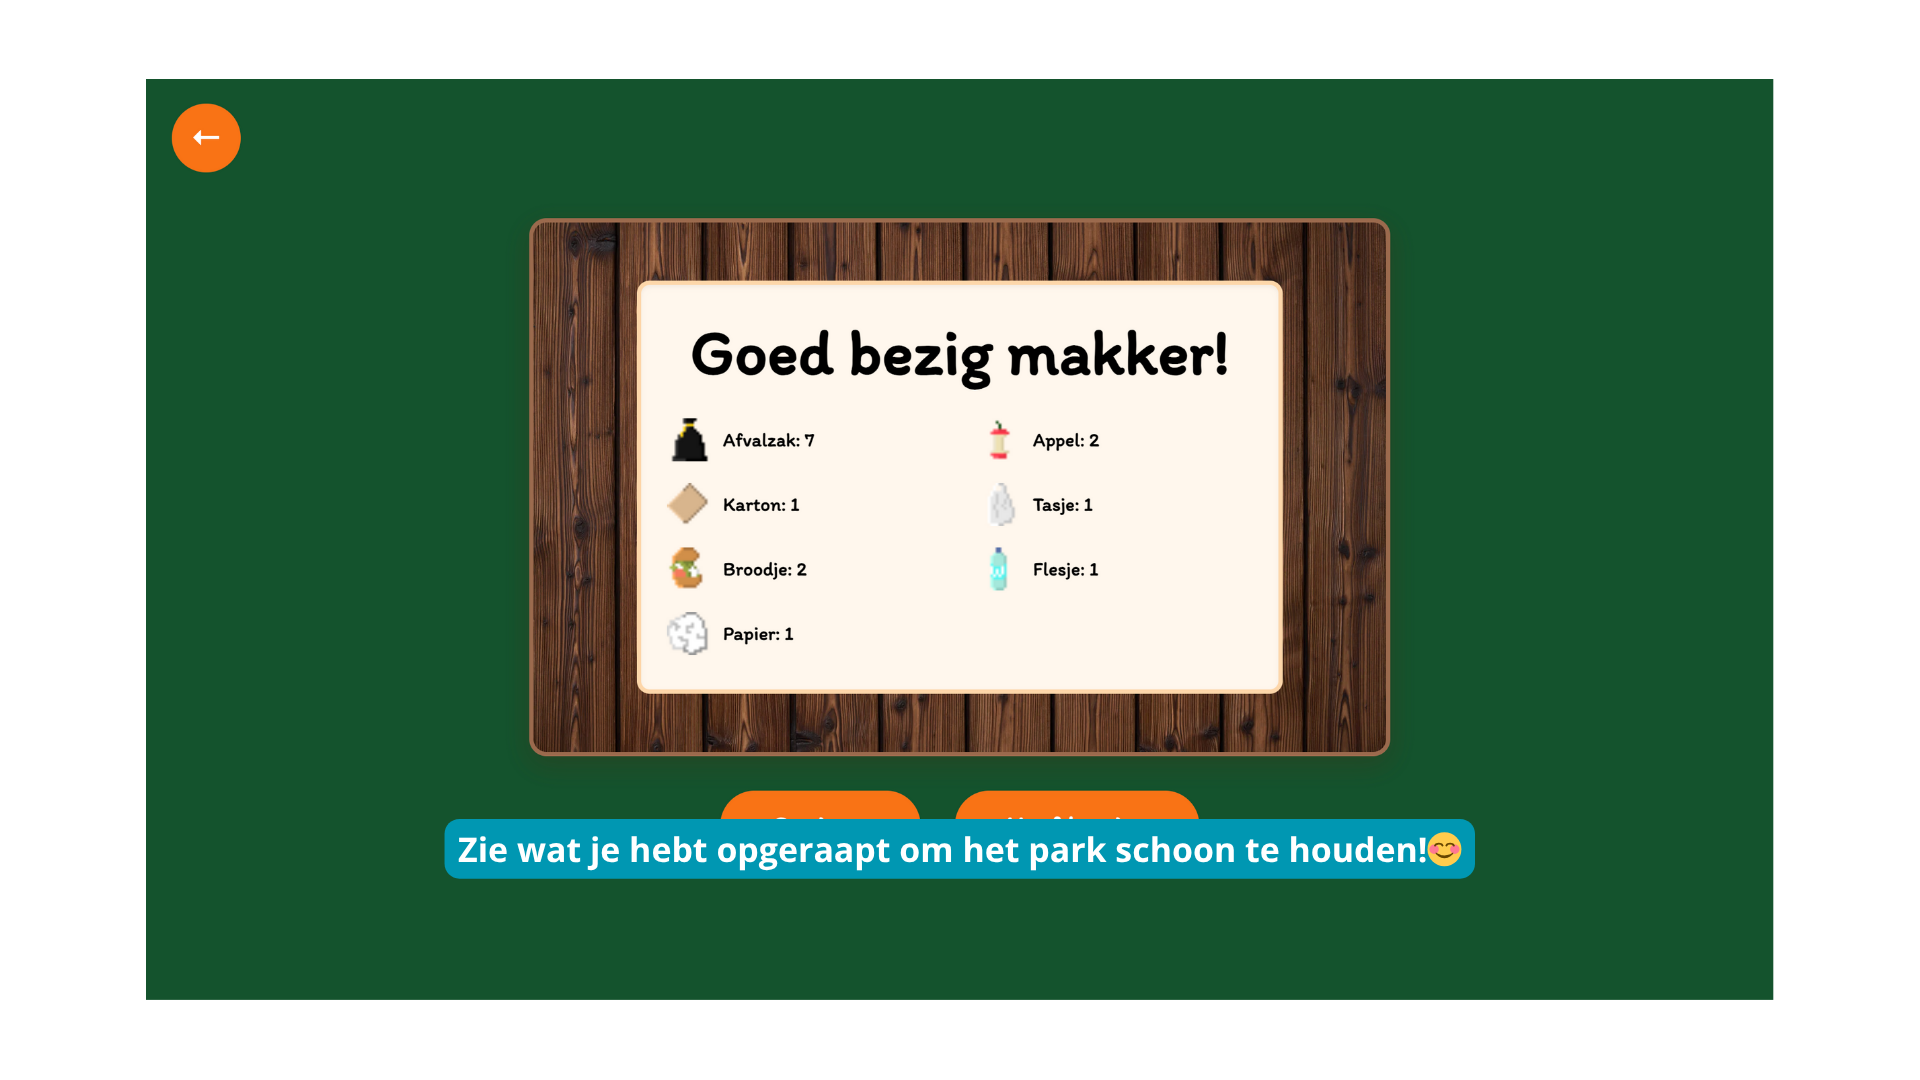 ←
Goed bezig makker!
Afvalzak: 7
Appel: 2
Karton: 1
Tasje: 1
Broodje: 2
Flesje: 1
Papier: 1
Zie wat je hebt opgeraapt om het park schoon te houden!😊